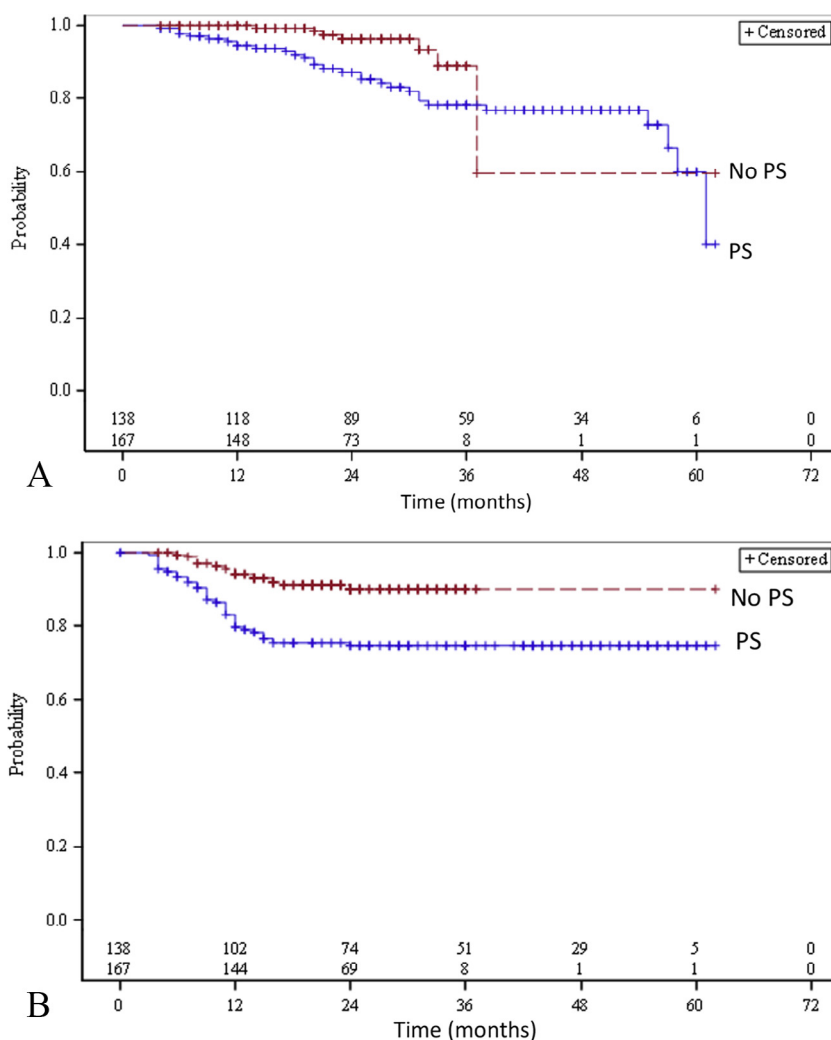 1.0
+ Censored
0.8
0.6
No PS
Probability
0.4
PS
0.2
0.0
138 118 89 59 34 6 0
167 148 73 8 1 1 0
A
0 12 24 36 48 60 72
Time (months)
1.0
+ Censored
No PS
0.8
PS
0.6
Probability
0.4
0.2
0.0
138 102 74 51 29 5 0
167 144 69 8 1 1 0
B
0 12 24 36 48 60 72
Time (months)